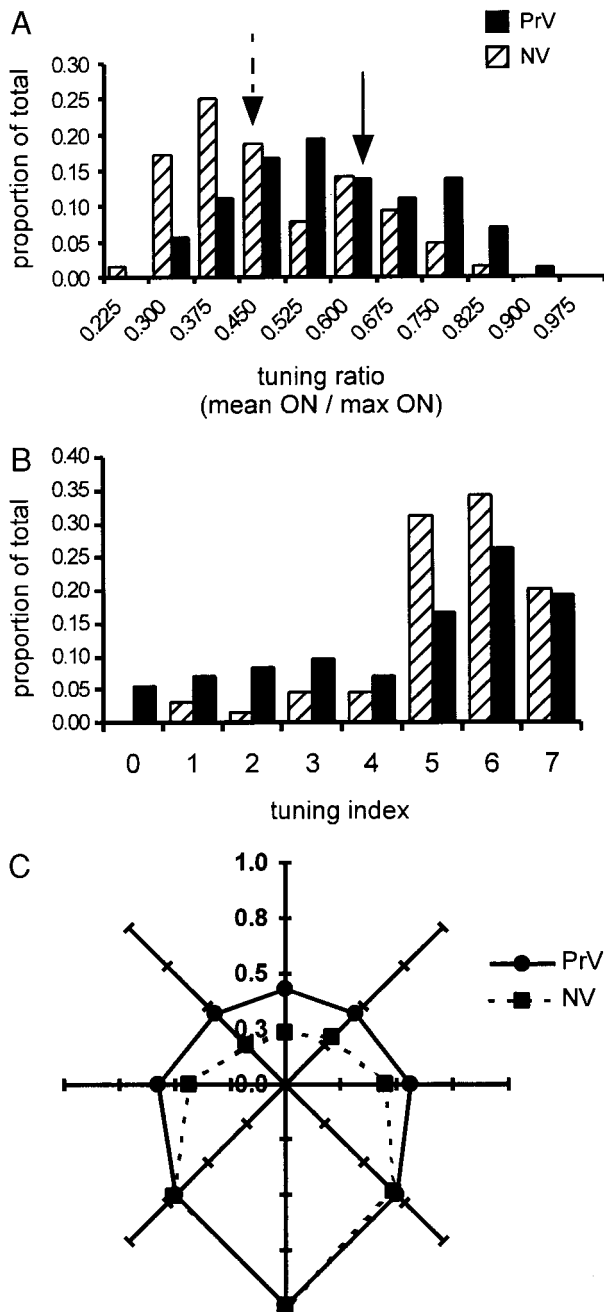 A
PrV
NV
proportion of total
0.30
0.25
0.20
0.15
0.10
0.05
0.00
0.225 0.300 0.375 0.450 0.525 0.600 0.675 0.750 0.825 0.900 0.975
tuning ratio
(mean ON / max ON)
B
proportion of total
0.40
0.35
0.30
0.25
0.20
0.15
0.10
0.05
0.00
0 1 2 3 4 5 6 7
tuning index
C
1.0
0.8
0.5
0.3
0.0
PrV
NV